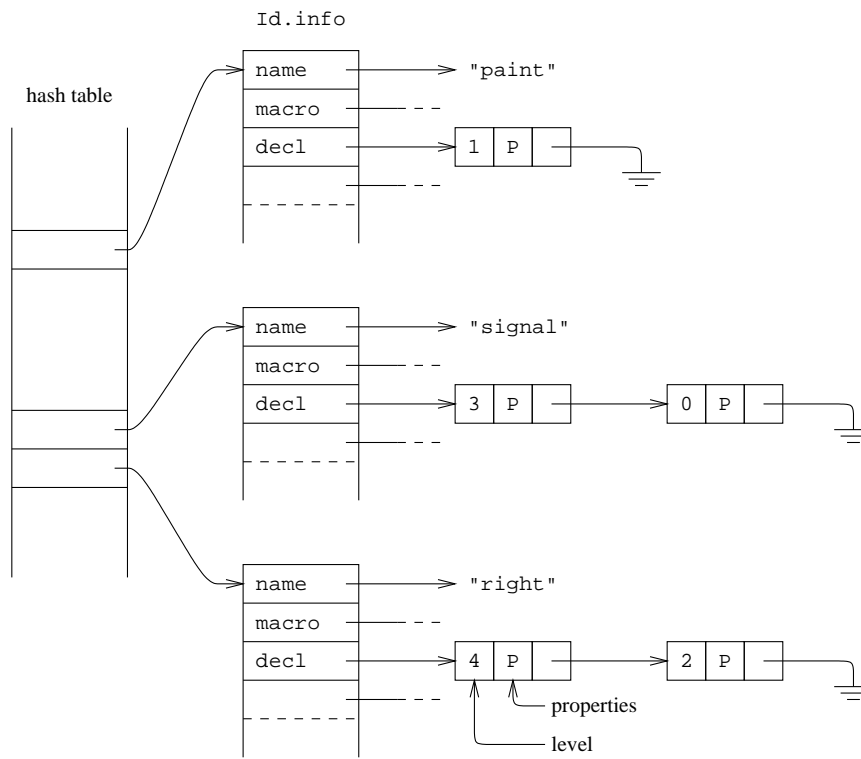 Id.info
hash table
name "paint"
macro
decl 1 P
name "signal"
macro
decl 3 P 0 P
name "right"
macro
decl 4 P 2 P
properties
level